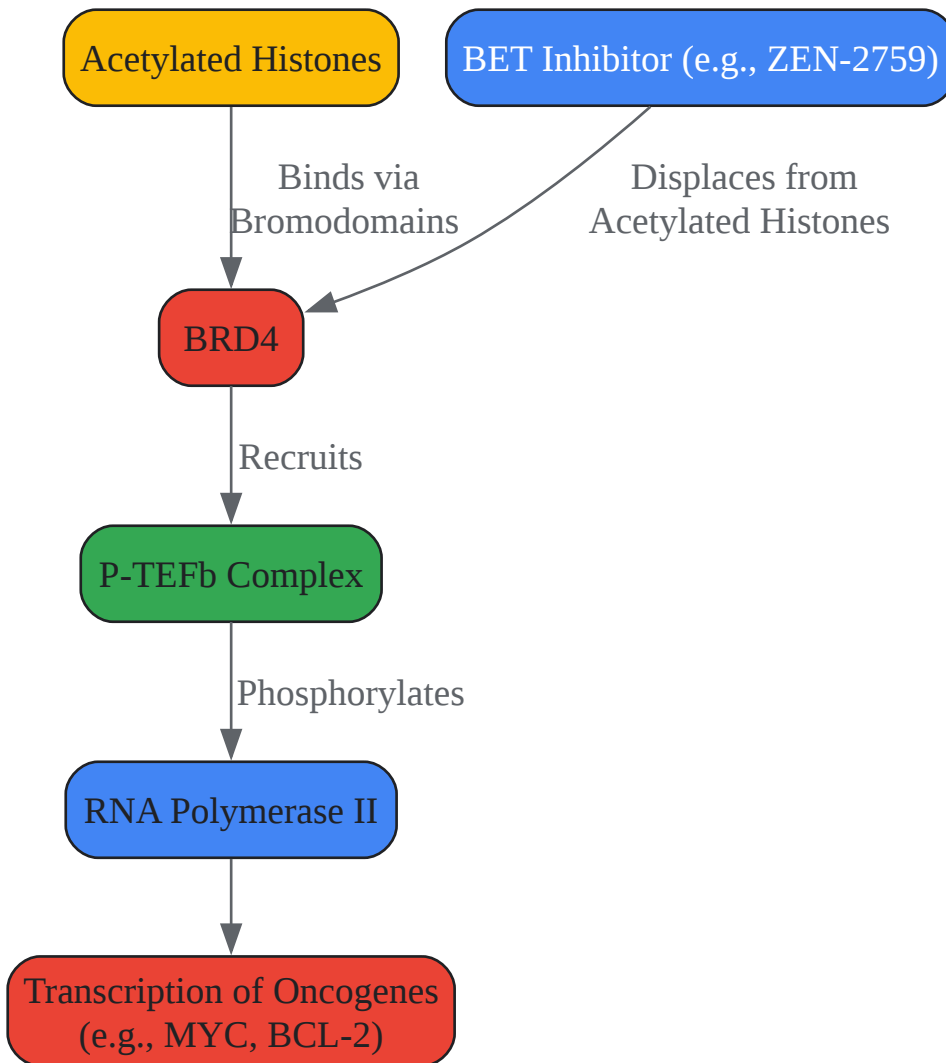 Acetylated Histones
BET Inhibitor (e.g., ZEN-2759)
Binds via
Bromodomains
Displaces from
Acetylated Histones
BRD4
Recruits
P-TEFb Complex
Phosphorylates
RNA Polymerase II
Transcription of Oncogenes
(e.g., MYC, BCL-2)